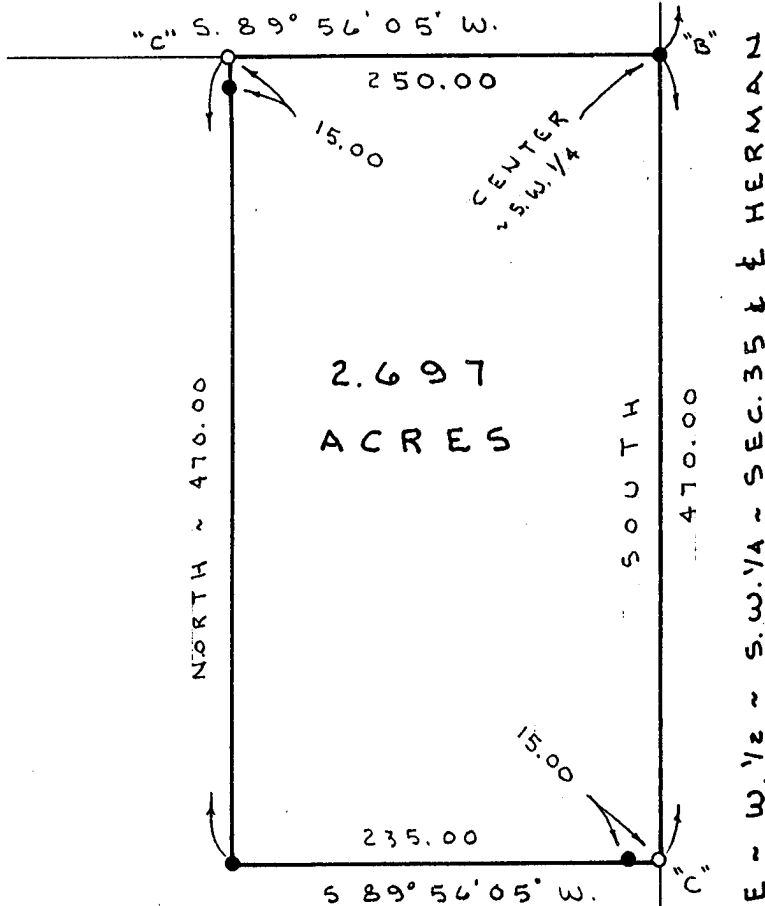 "C" S. 89° 56' 05" W.
"B"
250.00
15.00
CENTER
~ S.W. 1/4
2.697
ACRES
NORTH ~ 470.00
SOUTH
470.00
E ~ W. 1/2 ~ S.W. 1/4 ~ SEC. 35 & ℄ HERMAN
15.00
235.00
S 89° 56' 05" W.
"C"